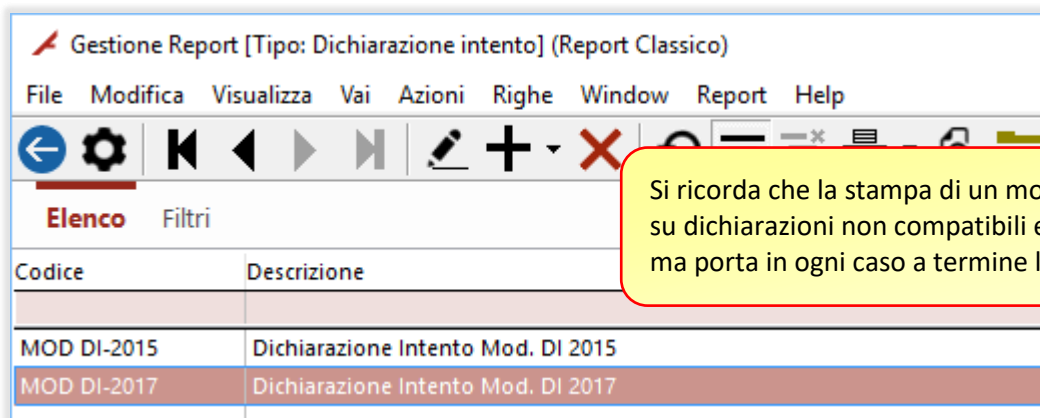 Gestione Report [Tipo: Dichiarazione intento] (Report Classico)
File Modifica Visualizza Vai Azioni Righe Window Report Help
Si ricorda che la stampa di un
su dichiarazioni non compatibili
ma porta in ogni caso a termine
Elenco Filtri
Codice Descrizione
MOD DI-2015 Dichiarazione Intento Mod. DI 2015
MOD DI-2017 Dichiarazione Intento Mod. DI 2017